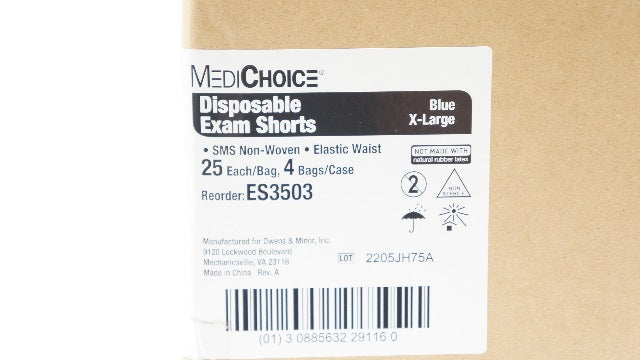 MEDICHOICE®
Disposable
Exam Shorts
Blue
X-Large
• SMS Non-Woven • Elastic Waist
25 Each/Bag, 4 Bags/Case
Reorder: ES3503
NOT MADE WITH
natural rubber latex
2
NON
STERILE
Manufactured for Owens & Minor, Inc.
9120 Lockwood Boulevard
Mechanicsville, VA 23116
Made in China Rev. A
LOT 2205JH75A
(01) 3 0885632 29116 0